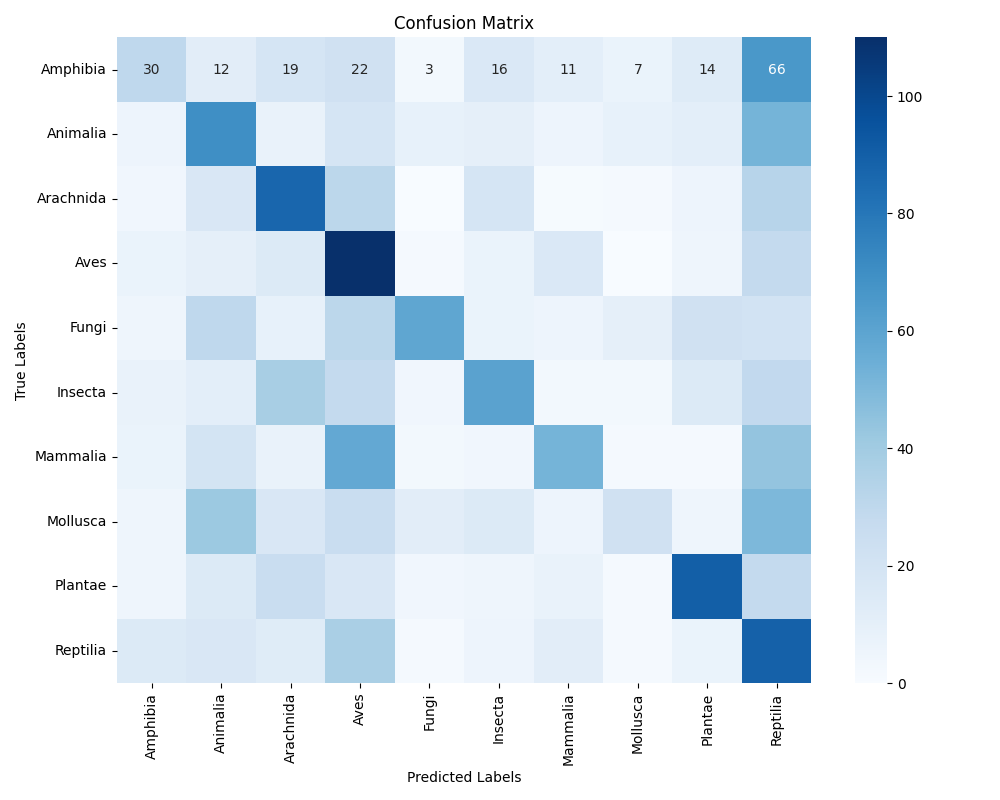 Confusion Matrix
Amphibia 30 12 19 22 3 16 11 7 14 66
Animalia
Arachnida
Aves
Fungi
Insecta
Mammalia
Mollusca
Plantae
Reptilia
True Labels
Amphibia Animalia Arachnida Aves Fungi Insecta Mammalia Mollusca Plantae Reptilia
Predicted Labels
100
80
60
40
20
0